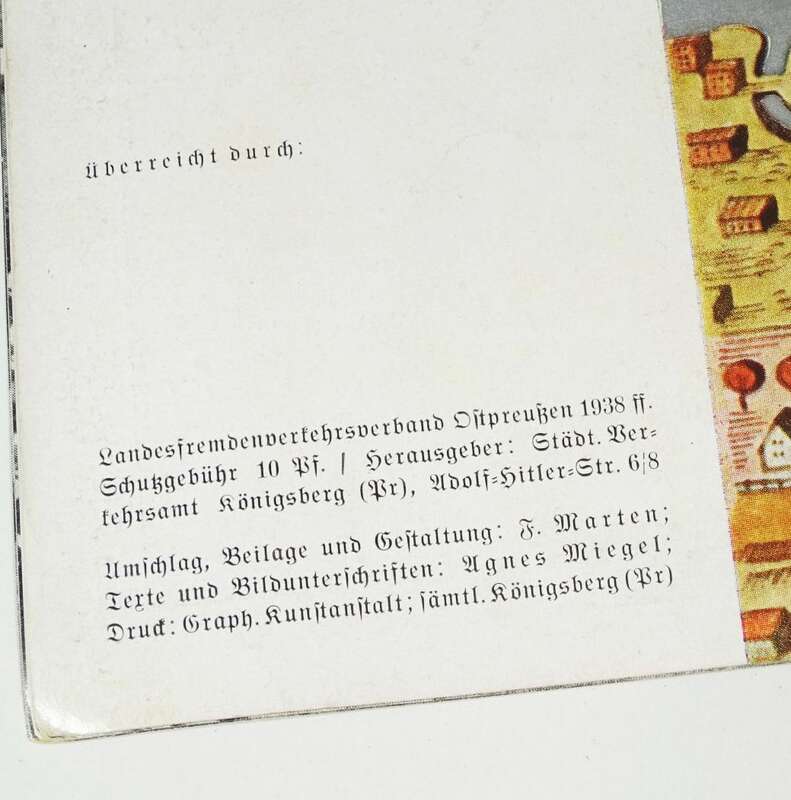 überreicht durch:
Landesfremdenverkehrsverband Ostpreußen 1938 ff.
Schutzgebühr 10 Pf. / Herausgeber: Städt. Ver-
kehrsamt Königsberg (Pr), Adolf-Hitler-Str. 6/8
Umschlag, Beilage und Gestaltung: F. Marten;
Texte und Bildunterschriften: Agnes Miegel;
Druck: Graph. Kunstanstalt; sämtl. Königsberg (Pr)